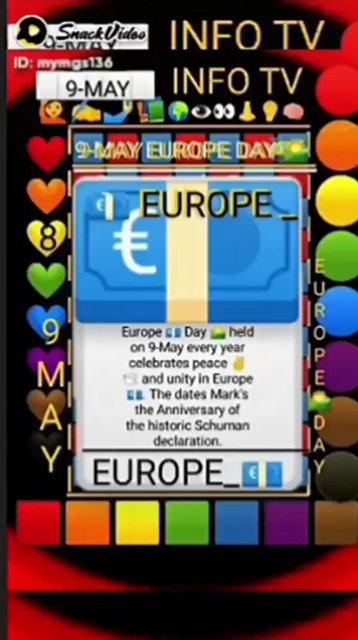 SnackVideo
INFO TV
9-MAY
ID: mymgs136
INFO TV
9-MAY
9-MAY EUROPE DAY
EUROPE_
€
Europe 💶 Day 🌄 held
on 9-May every year
celebrates peace ✌️
🕊️ and unity in Europe
💶. The dates Mark's
the Anniversary of
the historic Schuman
declaration.
EUROPE_💶
8
9
M
A
Y
E
U
R
O
P
E
D
A
Y